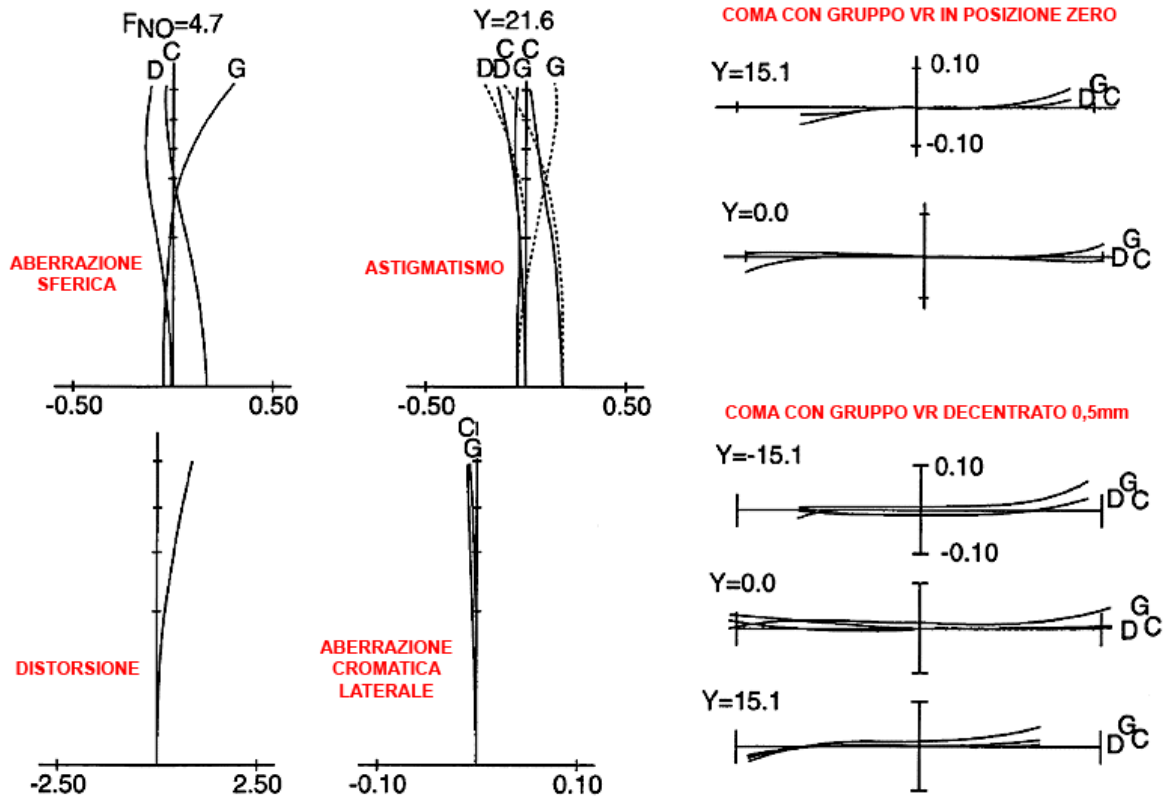 FNO=4.7
C
D
G
ABERRAZIONE
SFERICA
-0.50
0.50
Y=21.6
C C
D D G G
ASTIGMATISMO
-0.50
0.50
COMA CON GRUPPO VR IN POSIZIONE ZERO
Y=15.1
0.10
-0.10
G
D C
Y=0.0
G
D C
DISTORSIONE
-2.50
2.50
C
G
ABERRAZIONE
CROMATICA
LATERALE
-0.10
0.10
COMA CON GRUPPO VR DECENTRATO 0,5mm
Y=-15.1
0.10
-0.10
G
D C
Y=0.0
G
D C
Y=15.1
G
D C